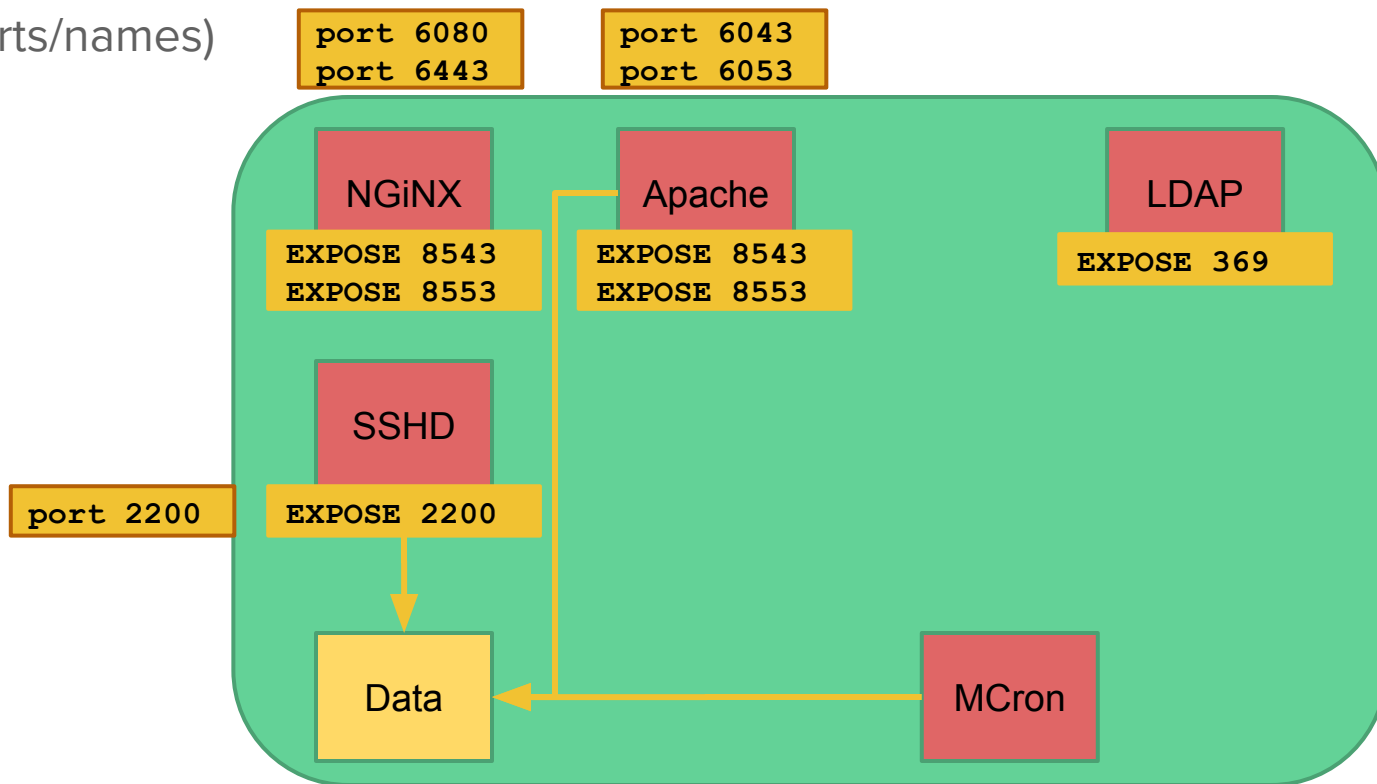 rts/names)
port 6080
port 6443
port 6043
port 6053
NGiNX
Apache
LDAP
EXPOSE 8543
EXPOSE 8553
EXPOSE 8543
EXPOSE 8553
EXPOSE 369
SSHD
port 2200
EXPOSE 2200
Data
MCron